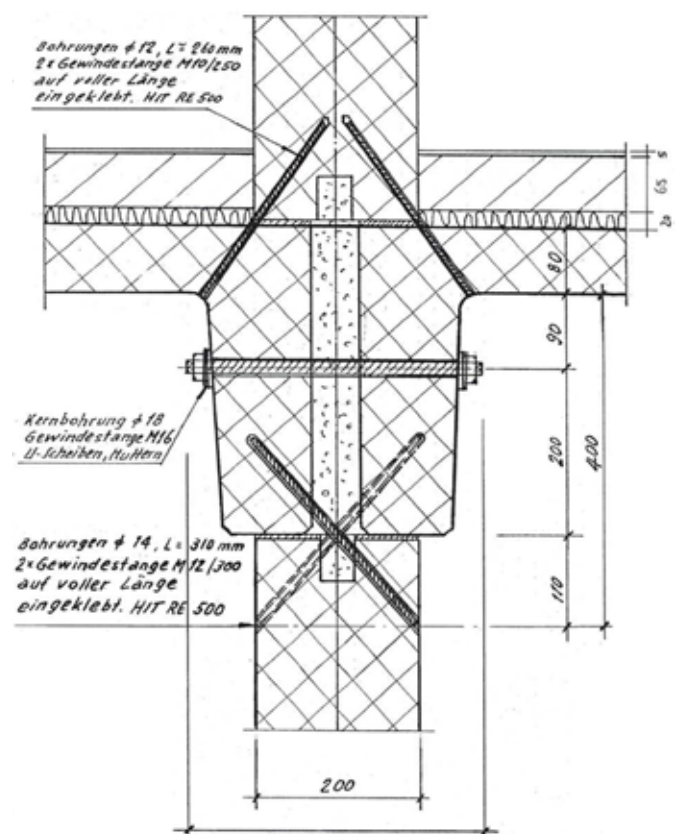 Bohrungen ϕ 12, L = 260 mm
2x Gewindestange M10/250
auf voller Länge
eingeklebt. HIT RE 500
5
65
20
80
90
Kernbohrung ϕ 18
Gewindestange M16
U-Scheiben, Muttern
200
400
Bohrungen ϕ 14, L = 310 mm
2x Gewindestange M12/300
auf voller Länge
eingeklebt. HIT RE 500
110
200